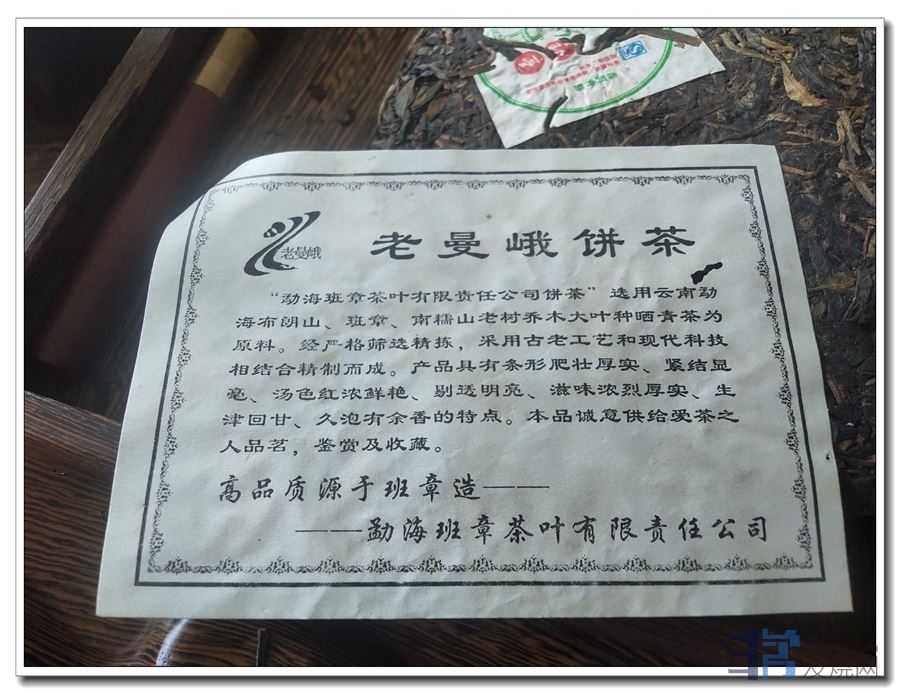 老曼峨
老曼峨饼茶
“勐海班章茶叶有限责任公司饼茶”选用云南勐
海布朗山、班章、南糯山老树乔木大叶种晒青茶为
原料。经严格筛选精拣，采用古老工艺和现代科技
相结合精制而成。产品具有条形肥壮厚实、紧结显
毫、汤色红浓鲜艳、剔透明亮、滋味浓烈厚实、生
津回甘、久泡有余香的特点。本品诚意供给爱茶之
人品茗，鉴赏及收藏。
高品质源于班章造——
——勐海班章茶叶有限责任公司